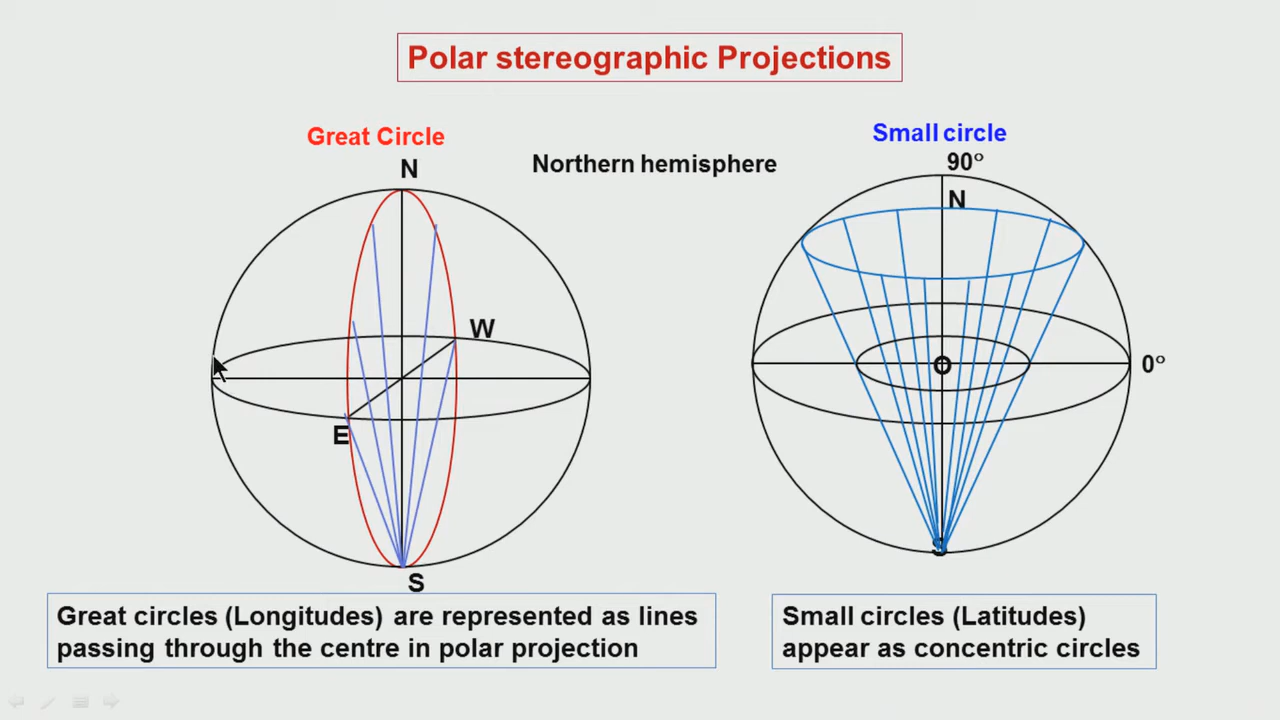 Polar stereographic Projections
Great Circle
Small circle
Northern hemisphere
90°
N
N
W
O
0°
E
S
S
Great circles (Longitudes) are represented as lines
passing through the centre in polar projection
Small circles (Latitudes)
appear as concentric circles